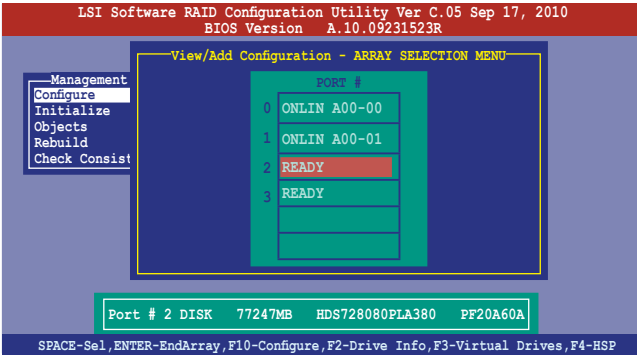 LSI Software RAID Configuration Utility Ver C.05 Sep 17, 2010
BIOS Version A.10.09231523R
View/Add Configuration - ARRAY SELECTION MENU
Management
Configure
Initialize
Objects
Rebuild
Check Consist
PORT #
0 ONLIN A00-00
1 ONLIN A00-01
2 READY
3 READY
Port # 2 DISK 77247MB HDS728080PLA380 PF20A60A
SPACE-Sel,ENTER-EndArray,F10-Configure,F2-Drive Info,F3-Virtual Drives,F4-HSP